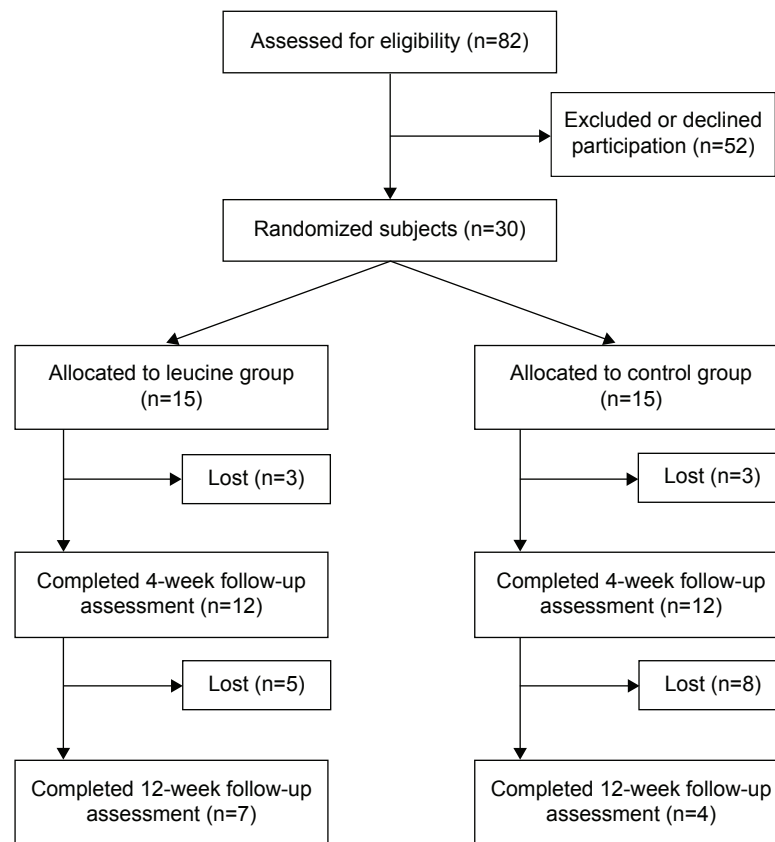 Assessed for eligibility (n=82)
Excluded or declined
participation (n=52)
Randomized subjects (n=30)
Allocated to leucine group
(n=15)
Allocated to control group
(n=15)
Lost (n=3)
Lost (n=3)
Completed 4-week follow-up
assessment (n=12)
Completed 4-week follow-up
assessment (n=12)
Lost (n=5)
Lost (n=8)
Completed 12-week follow-up
assessment (n=7)
Completed 12-week follow-up
assessment (n=4)